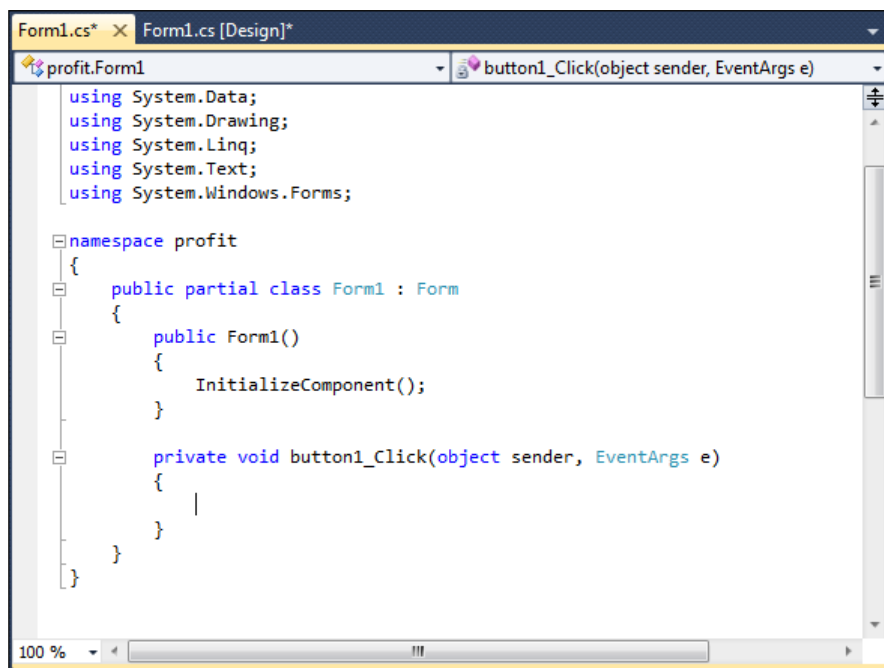 Form1.cs* Form1.cs [Design]*
profit.Form1 button1_Click(object sender, EventArgs e)
using System.Data;
using System.Drawing;
using System.Linq;
using System.Text;
using System.Windows.Forms;
namespace profit
{
public partial class Form1 : Form
{
public Form1()
{
InitializeComponent();
}
private void button1_Click(object sender, EventArgs e)
{
}
}
}
100 %